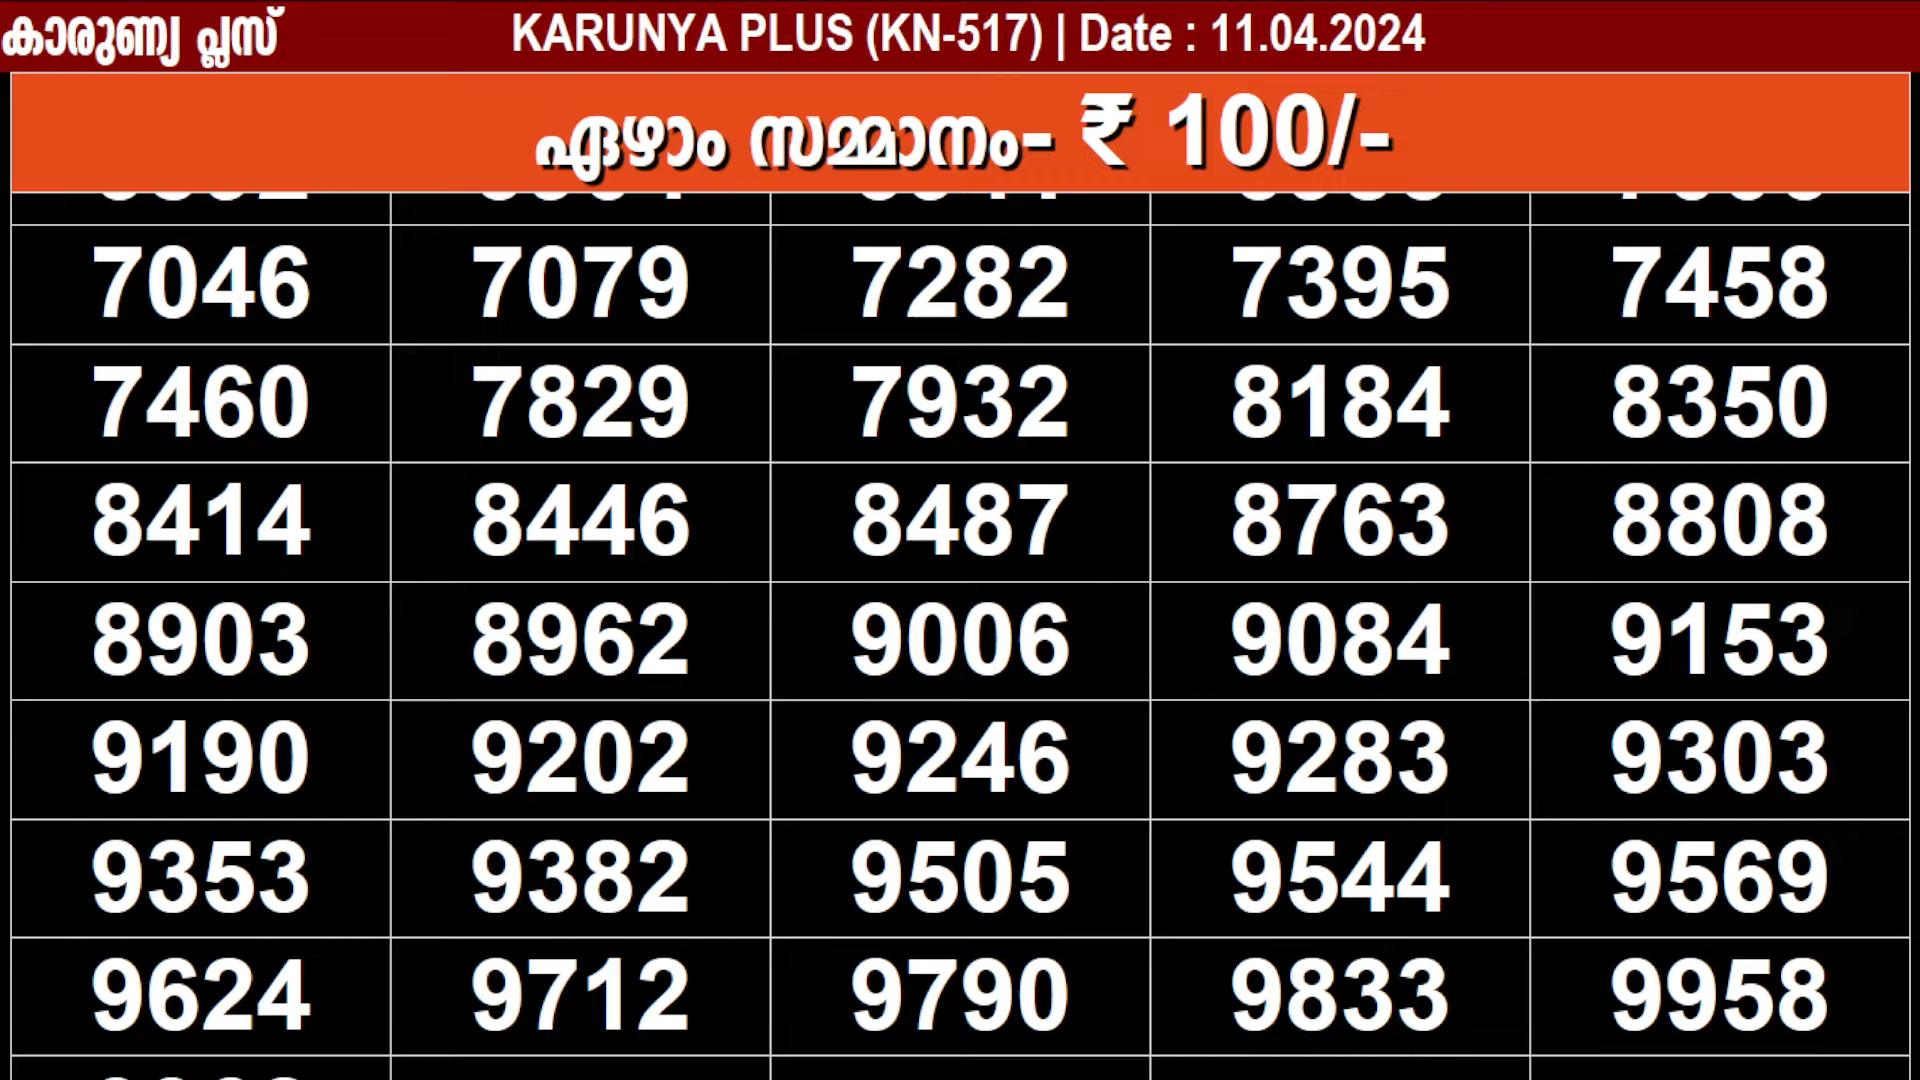 കാരുണ്യ പ്ലസ് KARUNYA PLUS (KN-517) | Date : 11.04.2024
ഏഴാം സമ്മാനം- ₹ 100/-
7046 7079 7282 7395 7458
7460 7829 7932 8184 8350
8414 8446 8487 8763 8808
8903 8962 9006 9084 9153
9190 9202 9246 9283 9303
9353 9382 9505 9544 9569
9624 9712 9790 9833 9958